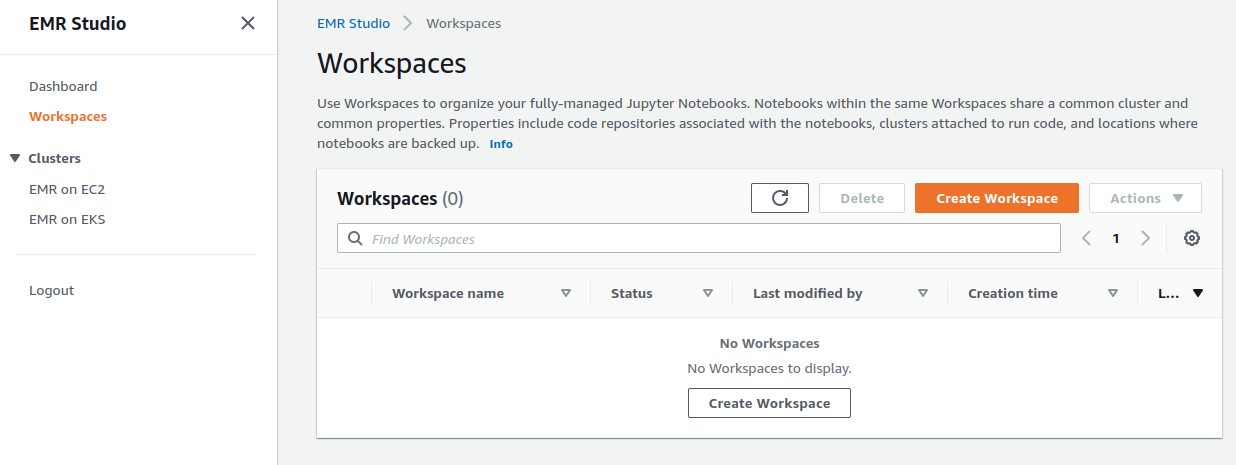 EMR Studio
Dashboard
Workspaces
Clusters
EMR on EC2
EMR on EKS
Logout
EMR Studio Workspaces
Workspaces
Use Workspaces to organize your fully-managed Jupyter Notebooks. Notebooks within the same Workspaces share a common cluster and
common properties. Properties include code repositories associated with the notebooks, clusters attached to run code, and locations where
notebooks are backed up. Info
Workspaces (0) Delete Create Workspace Actions
Find Workspaces 1
Workspace name Status Last modified by Creation time L...
No Workspaces
No Workspaces to display.
Create Workspace